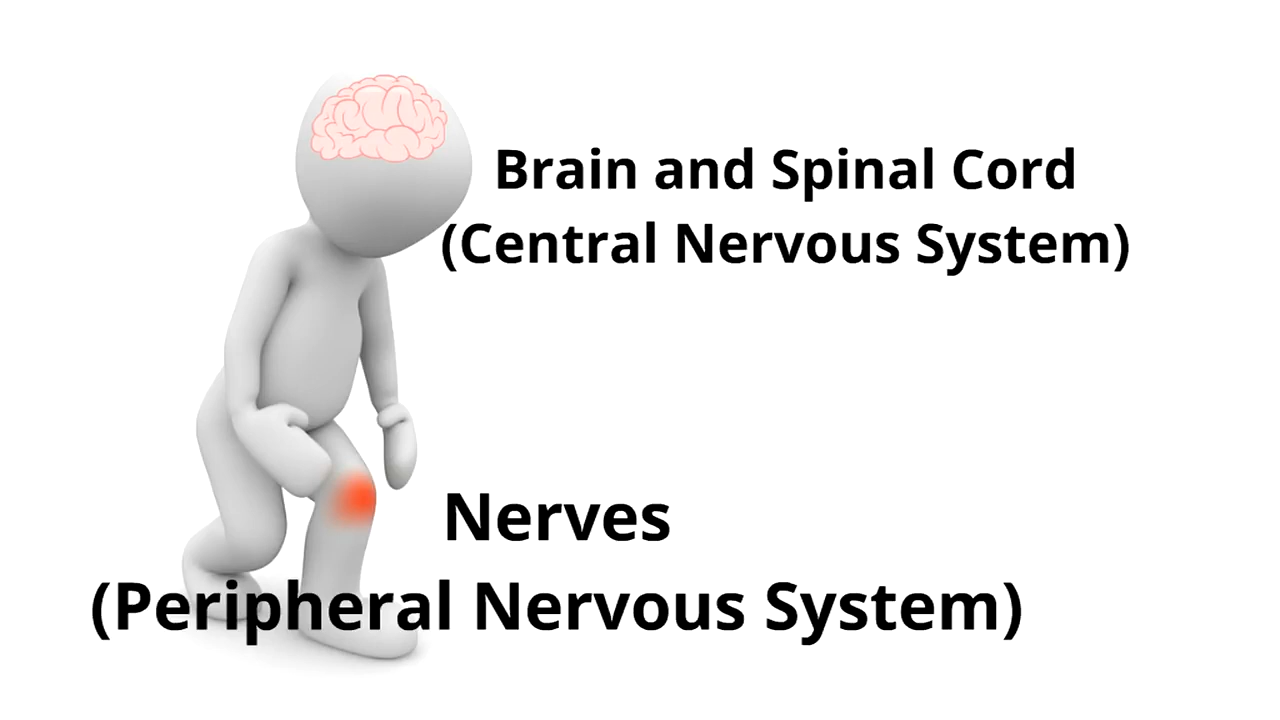 Brain and Spinal Cord
(Central Nervous System)
Nerves
(Peripheral Nervous System)